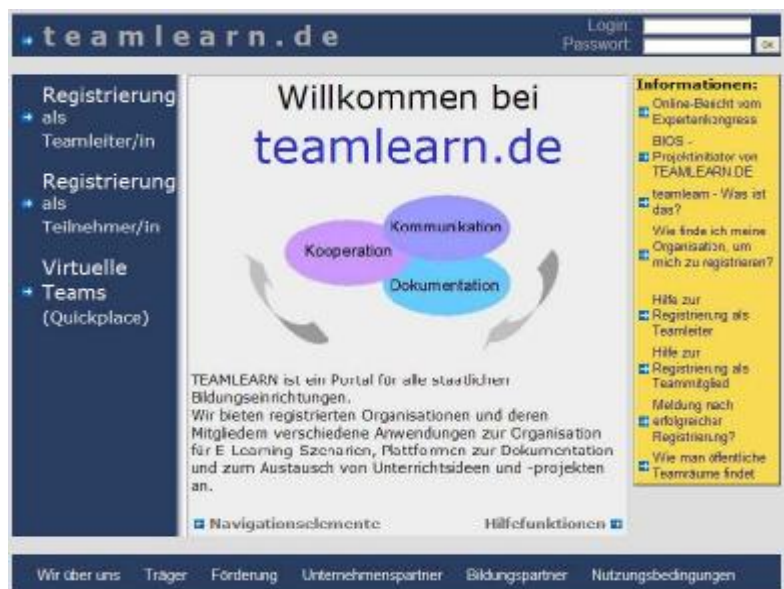 teamlearn.de
Login:
Passwort:
OK
Registrierung
als
Teamleiter/in
Registrierung
als
Teilnehmer/in
Virtuelle
Teams
(Quickplace)
Willkommen bei
teamlearn.de
Kommunikation
Kooperation
Dokumentation
TEAMLEARN ist ein Portal für alle staatlichen
Bildungseinrichtungen.
Wir bieten registrierten Organisationen und deren
Mitgliedern verschiedene Anwendungen zur Organisation
für E-Learning Szenarien, Plattformen zur Dokumentation
und zum Austausch von Unterrichtsideen und -projekten
an.
Navigationselemente
Hilfefunktionen
Informationen:
Online-Bericht vom
Expertenkongress
BIOS -
Projektinitiator von
TEAMLEARN.DE
teamlearn - Was ist
das?
Wie finde ich meine
Organisation, um
mich zu registrieren?
Hilfe zur
Registrierung als
Teamleiter
Hilfe zur
Registrierung als
Teammitglied
Meldung nach
erfolgreicher
Registrierung?
Wie man öffentliche
Teamräume findet
Wir über uns
Träger
Förderung
Unternehmenspartner
Bildungspartner
Nutzungsbedingungen